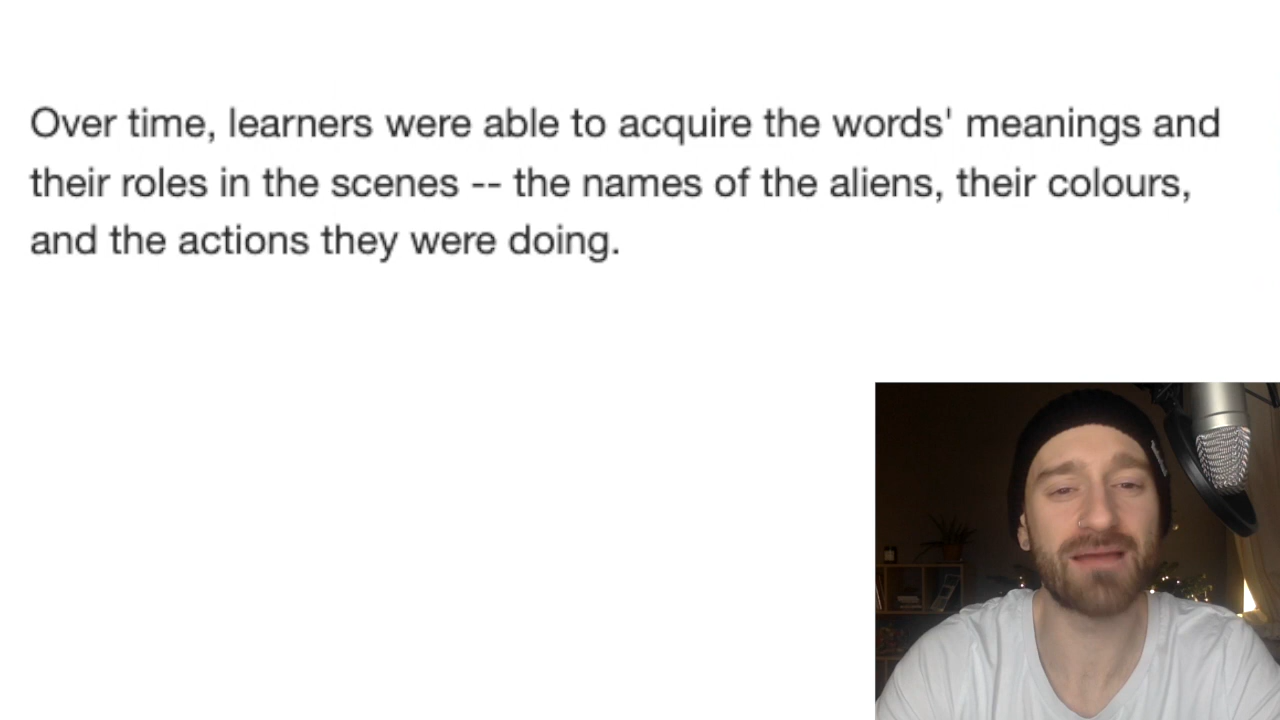 Over time, learners were able to acquire the words' meanings and
their roles in the scenes -- the names of the aliens, their colours,
and the actions they were doing.